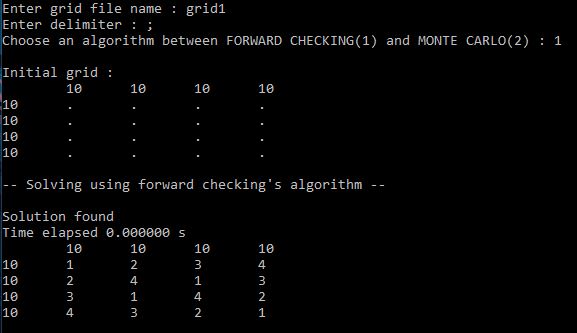 Enter grid file name : grid1
Enter delimiter : ;
Choose an algorithm between FORWARD CHECKING(1) and MONTE CARLO(2) : 1
Initial grid :
10 10 10 10
10 . . . .
10 . . . .
10 . . . .
10 . . . .
-- Solving using forward checking's algorithm --
Solution found
Time elapsed 0.000000 s
10 10 10 10
10 1 2 3 4
10 2 4 1 3
10 3 1 4 2
10 4 3 2 1